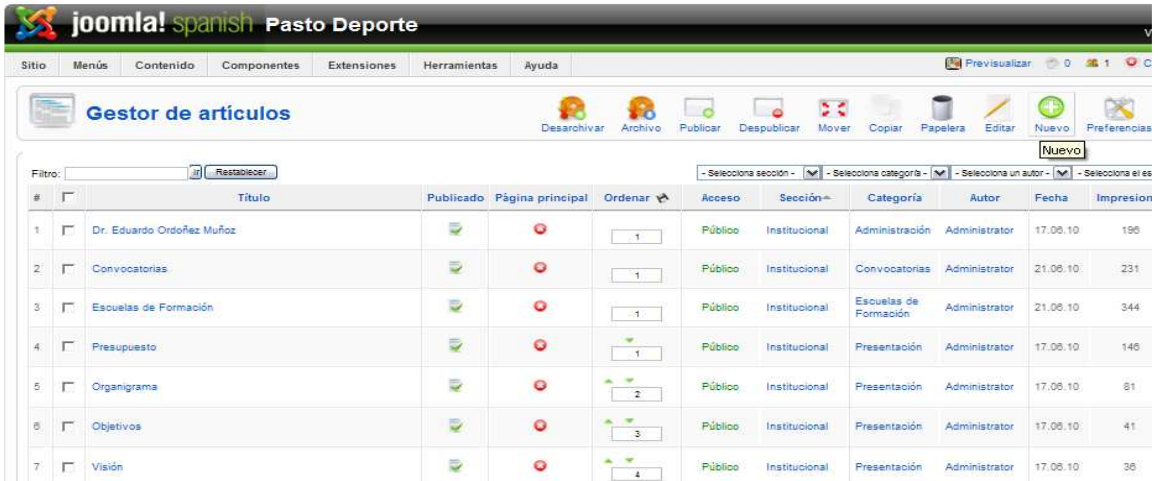 joomla! spanish Pasto Deporte
Sitio Menús Contenido Componentes Extensiones Herramientas Ayuda Previsualizar 0 1
Gestor de artículos
Desarchivar Archivo Publicar Despublicar Mover Copiar Papelera Editar Nuevo Preferencias
Nuevo
Filtro: Ir Restablecer - Selecciona sección - - Selecciona categoría - - Selecciona un autor - - Selecciona el es
# Título Publicado Página principal Ordenar Acceso Sección Categoría Autor Fecha Impresion
1 Dr. Eduardo Ordoñez Muñoz 1 Público Institucional Administración Administrator 17.06.10 196
2 Convocatorias 1 Público Institucional Convocatorias Administrator 21.06.10 231
3 Escuelas de Formación 1 Público Institucional Escuelas de Formación Administrator 21.06.10 344
4 Presupuesto 1 Público Institucional Presentación Administrator 17.06.10 146
5 Organigrama 2 Público Institucional Presentación Administrator 17.06.10 81
6 Objetivos 3 Público Institucional Presentación Administrator 17.06.10 41
7 Visión 4 Público Institucional Presentación Administrator 17.06.10 36